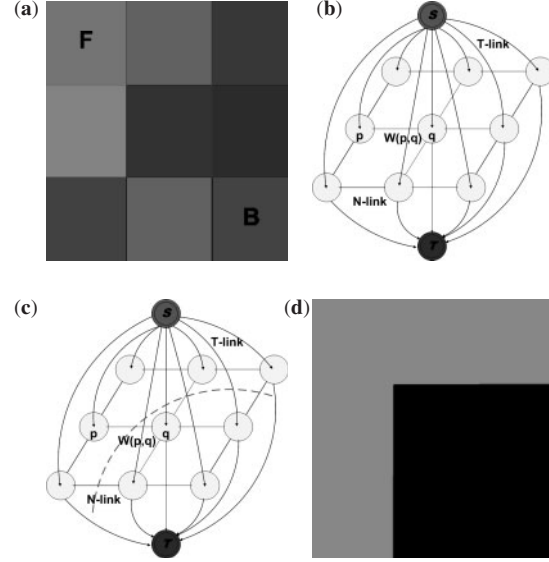 (a)
F
B
(b)
S
T-link
p
W(p,q)
q
N-link
T
(c)
S
T-link
p
W(p,q)
q
N-link
T
(d)